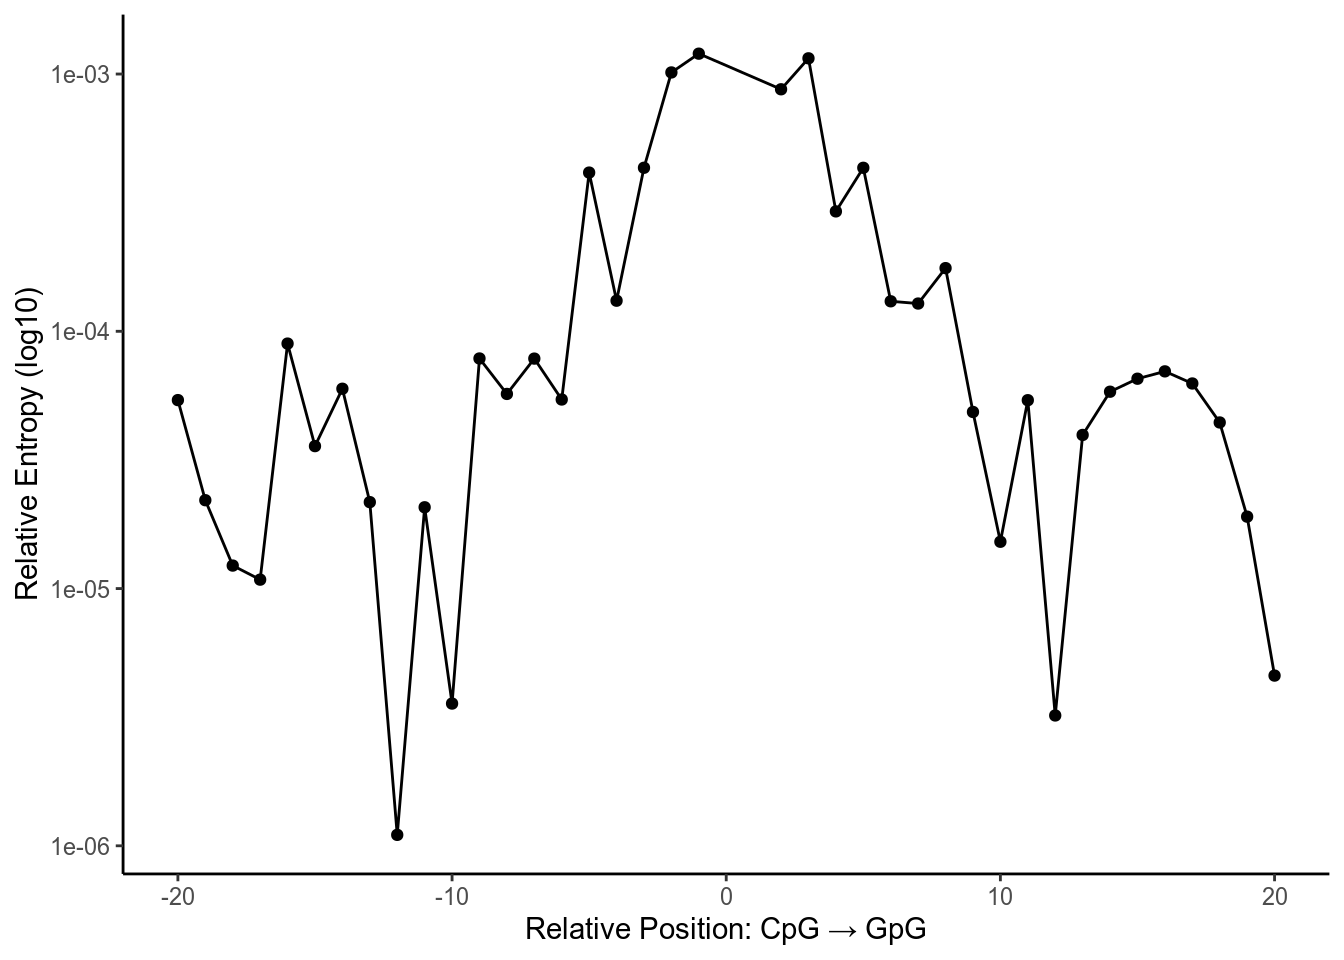 Relative Entropy (log10)
1e-03
1e-04
1e-05
1e-06
-20 -10 0 10 20
Relative Position: CpG → GpG